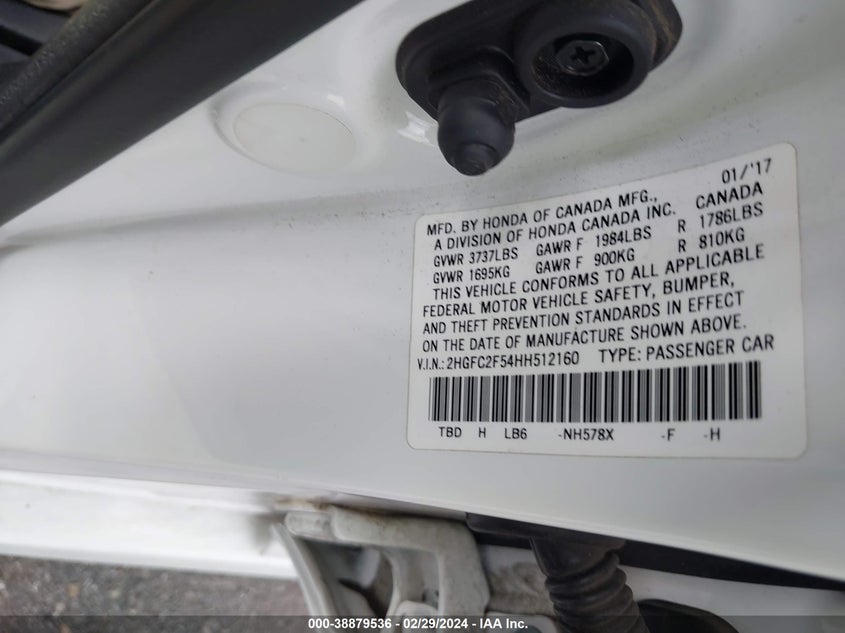 01/'17
MFD. BY HONDA OF CANADA MFG.,
A DIVISION OF HONDA CANADA INC. CANADA
GVWR 3737LBS GAWR F 1984LBS R 1786LBS
GVWR 1695KG GAWR F 900KG R 810KG
THIS VEHICLE CONFORMS TO ALL APPLICABLE
FEDERAL MOTOR VEHICLE SAFETY, BUMPER,
AND THEFT PREVENTION STANDARDS IN EFFECT
ON THE DATE OF MANUFACTURE SHOWN ABOVE.
V.I.N.: 2HGFC2F54HH512160 TYPE: PASSENGER CAR
TBD H LB6 -NH578X -F -H
000-38879536 - 02/29/2024 - IAA Inc.